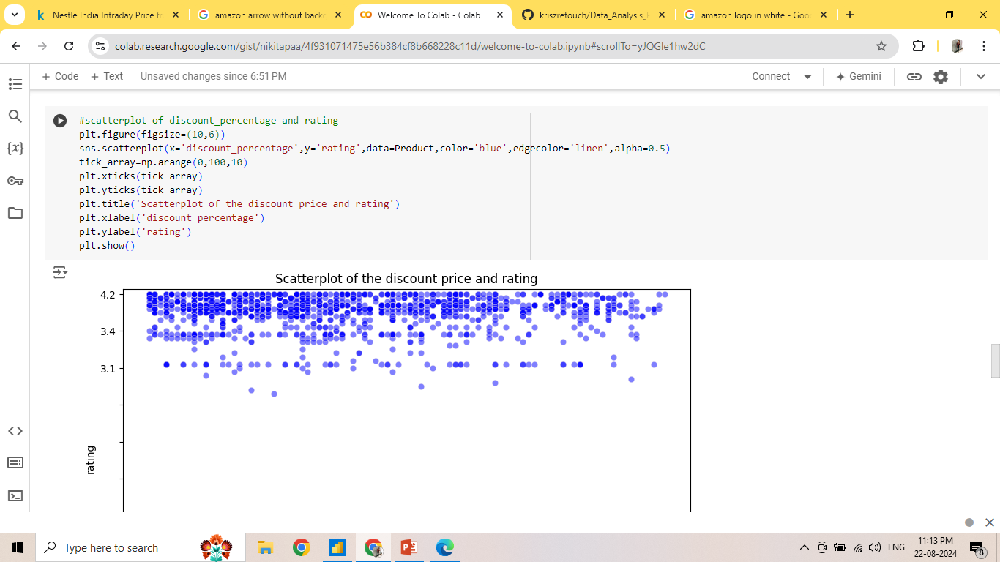 Nestle India Intraday Price fr
amazon arrow without back
Welcome To Colab - Colab
kriszretouch/Data_Analysis_
amazon logo in white - Goo
colab.research.google.com/gist/nikitapaa/4f931071475e56b384cf8b668228c11d/welcome-to-colab.ipynb#scrollTo=yJQGle1hw2dC
+ Code + Text Unsaved changes since 6:51 PM Connect Gemini
#scatterplot of discount_percentage and rating
plt.figure(figsize=(10,6))
sns.scatterplot(x='discount_percentage',y='rating',data=Product,color='blue',edgecolor='linen',alpha=0.5)
tick_array=np.arange(0,100,10)
plt.xticks(tick_array)
plt.yticks(tick_array)
plt.title('Scatterplot of the discount price and rating')
plt.xlabel('discount percentage')
plt.ylabel('rating')
plt.show()
{x}
Scatterplot of the discount price and rating
4.2
3.4
3.1
rating
Type here to search
ENG
11:13 PM
22-08-2024
8